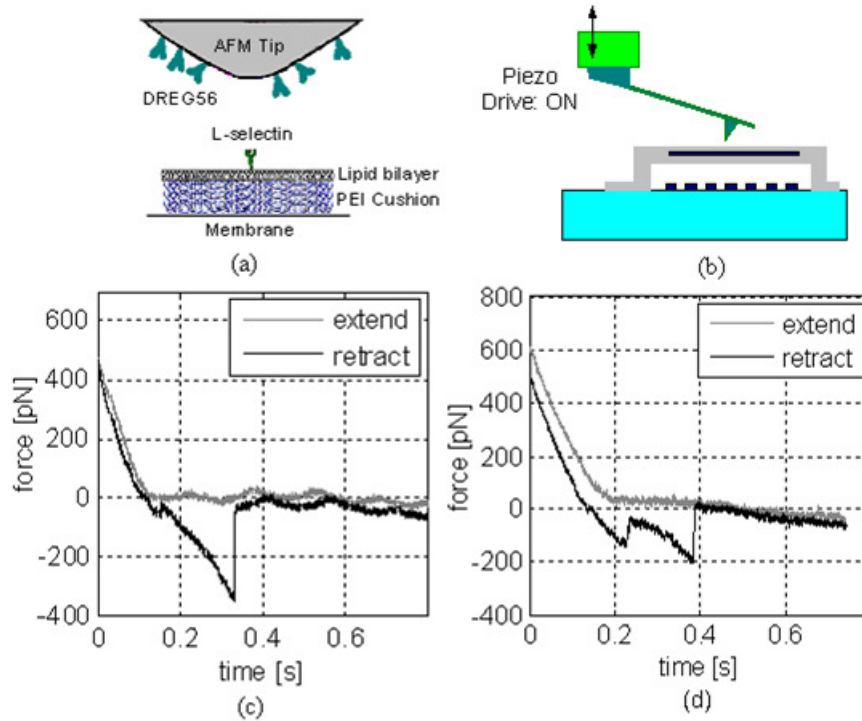 AFM Tip
DREG56
L-selectin
Lipid bilayer
PEI Cushion
Membrane
(a)
Piezo
Drive: ON
(b)
600
400
200
0
-200
-400
force [pN]
extend
retract
0
0.2
0.4
0.6
time [s]
(c)
800
600
400
200
0
-200
-400
force [pN]
extend
retract
0
0.2
0.4
0.6
time [s]
(d)